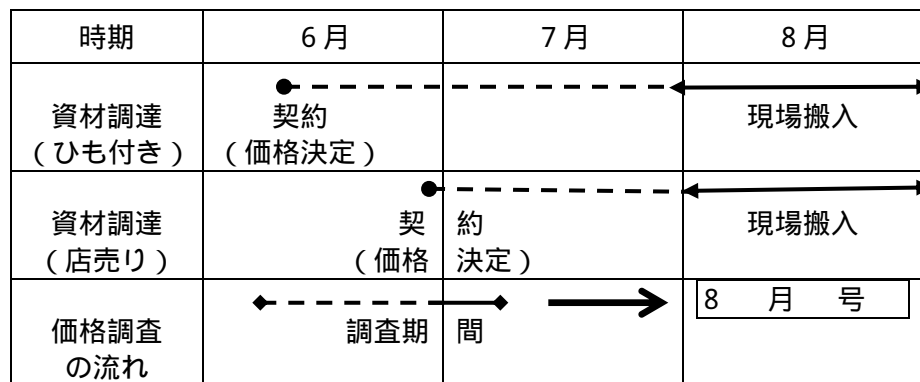 時期 6月 7月 8月
資材調達
(ひも付き)
契約
(価格決定)
現場搬入
資材調達
(店売り)
契 約
(価格 決定)
現場搬入
価格調査
の流れ
調査期 間
8 月 号